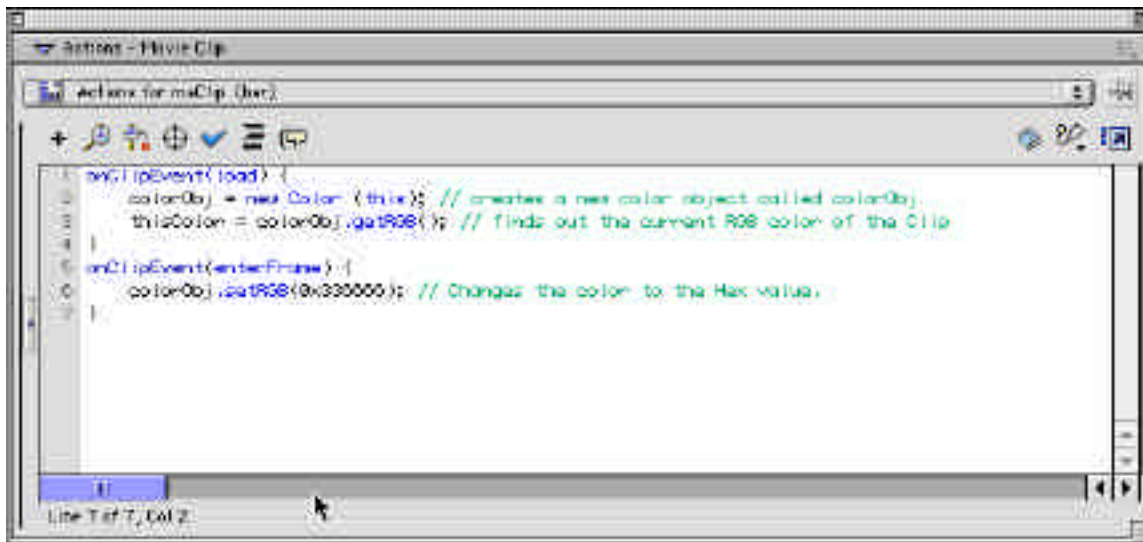 Actions - Movie Clip
Actions for mcClip (bar)
1 onClipEvent(load) {
2 colorObj = new Color (this); // creates a new color object called colorObj
3 thisColor = colorObj.getRGB(); // finds out the current RGB color of the Clip
4 }
5 onClipEvent(enterFrame) {
6 colorObj.setRGB(0x330000); // Changes the color to the Hex value.
7 }
Line 7 of 7, Col 2